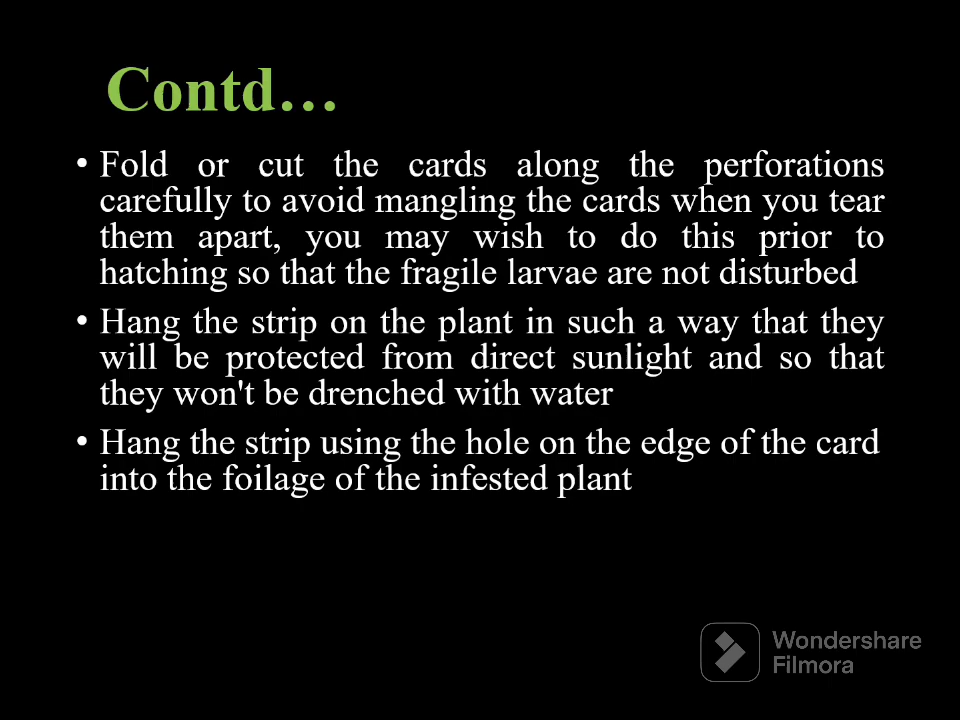 Contd…
• Fold or cut the cards along the perforations
carefully to avoid mangling the cards when you tear
them apart, you may wish to do this prior to
hatching so that the fragile larvae are not disturbed
• Hang the strip on the plant in such a way that they
will be protected from direct sunlight and so that
they won't be drenched with water
• Hang the strip using the hole on the edge of the card
into the foilage of the infested plant
Wondershare
Filmora